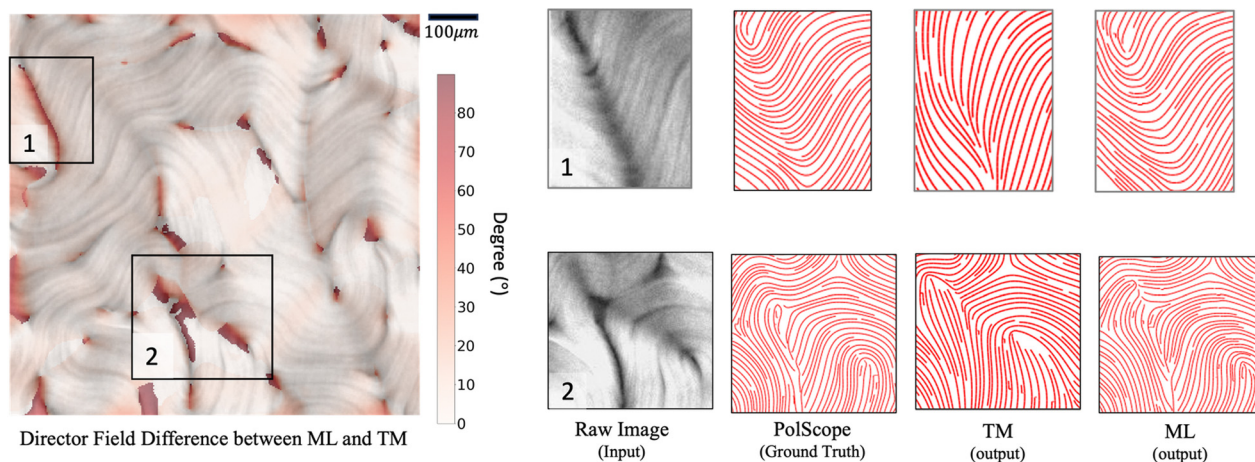 100μm
1
2
80
70
60
50
40
30
20
10
0
Degree (°)
Director Field Difference between ML and TM
1
2
Raw Image
(Input)
PolScope
(Ground Truth)
TM
(output)
ML
(output)